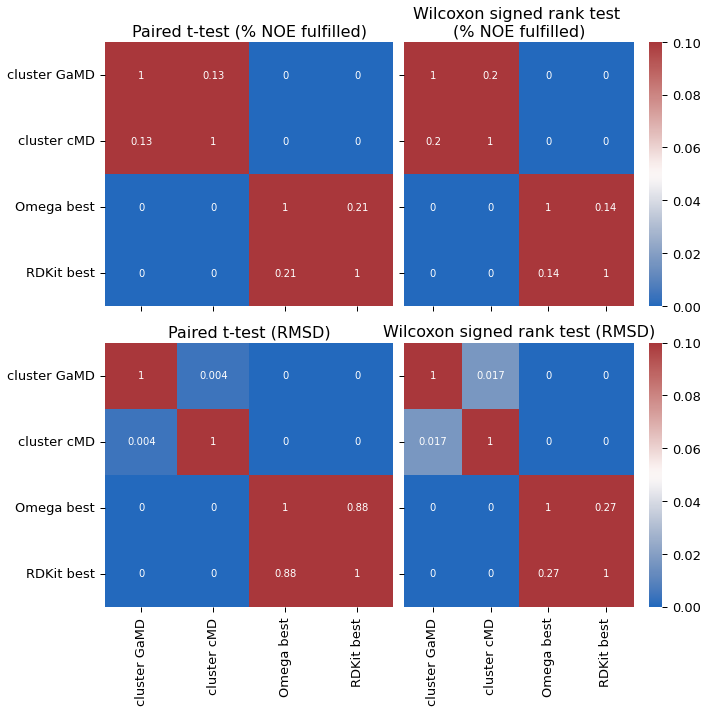 Paired t-test (% NOE fulfilled)
Wilcoxon signed rank test
(% NOE fulfilled)
cluster GaMD 1 0.13 0 0 1 0.2 0 0 0.10
0.08
cluster cMD 0.13 1 0 0 0.2 1 0 0
0.06
0.04
Omega best 0 0 1 0.21 0 0 1 0.14
0.02
RDKit best 0 0 0.21 1 0 0 0.14 1
0.00
Paired t-test (RMSD) Wilcoxon signed rank test (RMSD)
0.10
cluster GaMD 1 0.004 0 0 1 0.017 0 0
0.08
cluster cMD 0.004 1 0 0 0.017 1 0 0
0.06
0.04
Omega best 0 0 1 0.88 0 0 1 0.27
0.02
RDKit best 0 0 0.88 1 0 0 0.27 1
0.00
cluster GaMD
cluster cMD
Omega best
RDKit best
cluster GaMD
cluster cMD
Omega best
RDKit best